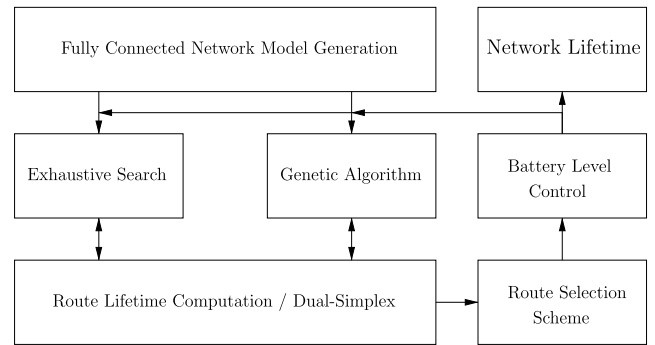 Fully Connected Network Model Generation
Network Lifetime
Exhaustive Search
Genetic Algorithm
Battery Level
Control
Route Lifetime Computation / Dual-Simplex
Route Selection
Scheme